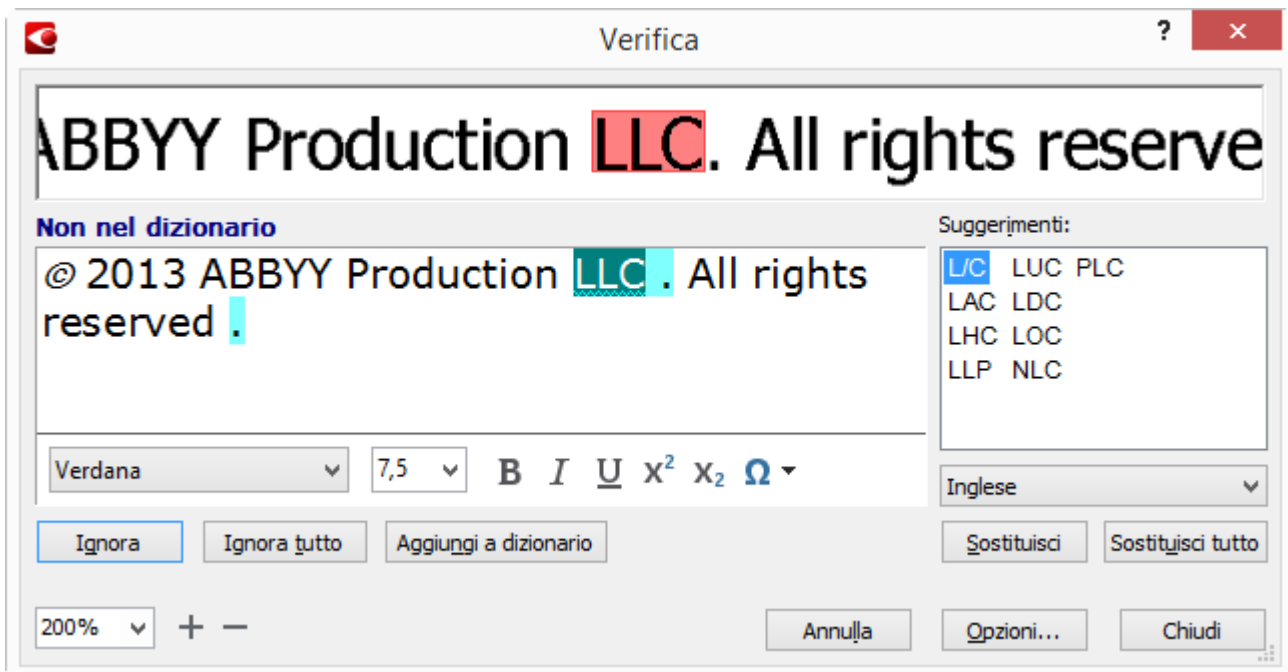 Verifica
?
ABBYY Production LLC. All rights reserve
Non nel dizionario
© 2013 ABBYY Production LLC . All rights
reserved .
Suggerimenti:
L/C LUC PLC
LAC LDC
LHC LOC
LLP NLC
Verdana 7,5 B I U X² X₂ Ω
Inglese
Ignora Ignora tutto Aggiungi a dizionario Sostituisci Sostituisci tutto
200% + − Annulla Opzioni... Chiudi